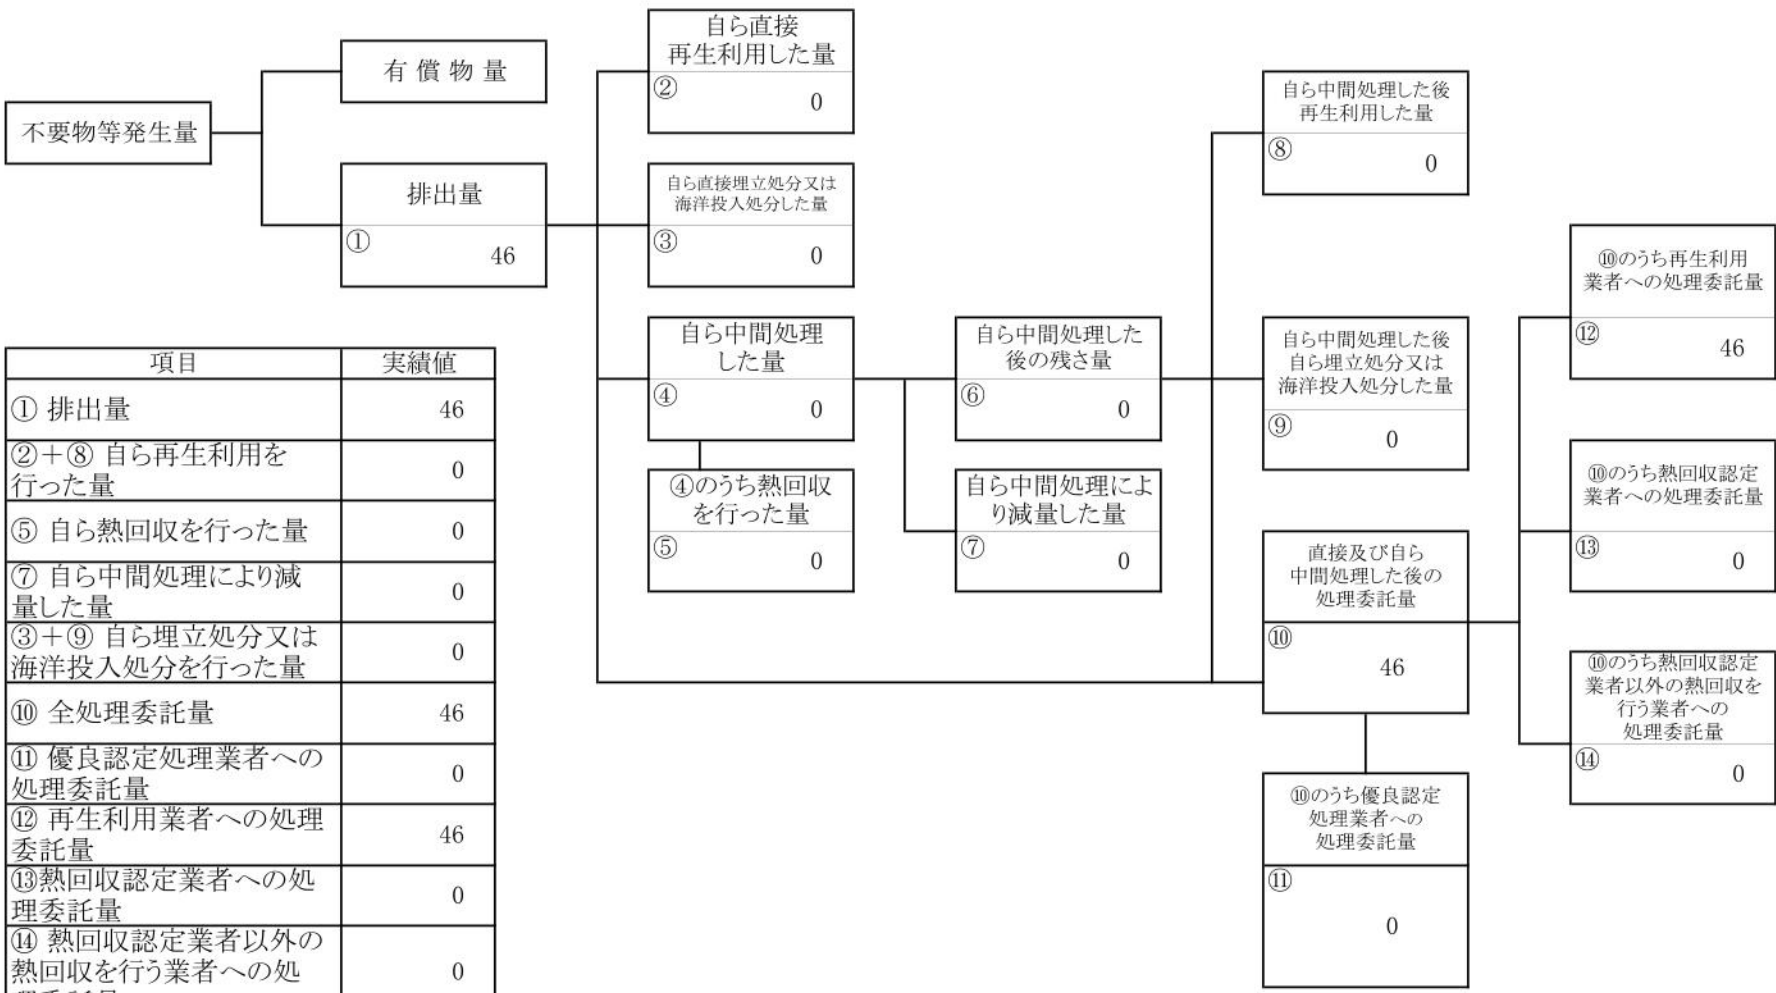 自ら直接
再生利用した量
②
0
有償物量
不要物等発生量
自ら中間処理した後
再生利用した量
⑧
0
排出量
①
46
自ら直接埋立処分又は
海洋投入処分した量
③
0
⑩のうち再生利用
業者への処理委託量
⑫
46
自ら中間処理
した量
④
0
自ら中間処理した
後の残さ量
⑥
0
自ら中間処理した後
自ら埋立処分又は
海洋投入処分した量
⑨
0
④のうち熱回収
を行った量
⑤
0
自ら中間処理によ
り減量した量
⑦
0
⑩のうち熱回収認定
業者への処理委託量
⑬
0
直接及び自ら
中間処理した後の
処理委託量
⑩
46
⑩のうち熱回収認定
業者以外の熱回収を
行う業者への
処理委託量
⑭
0
⑩のうち優良認定
処理業者への
処理委託量
⑪
0
項目 実績値
① 排出量 46
②+⑧ 自ら再生利用を
行った量 0
⑤ 自ら熱回収を行った量 0
⑦ 自ら中間処理により減
量した量 0
③+⑨ 自ら埋立処分又は
海洋投入処分を行った量 0
⑩ 全処理委託量 46
⑪ 優良認定処理業者への
処理委託量 0
⑫ 再生利用業者への処理
委託量 46
⑬熱回収認定業者への処
理委託量 0
⑭ 熱回収認定業者以外の
熱回収を行う業者への処 0